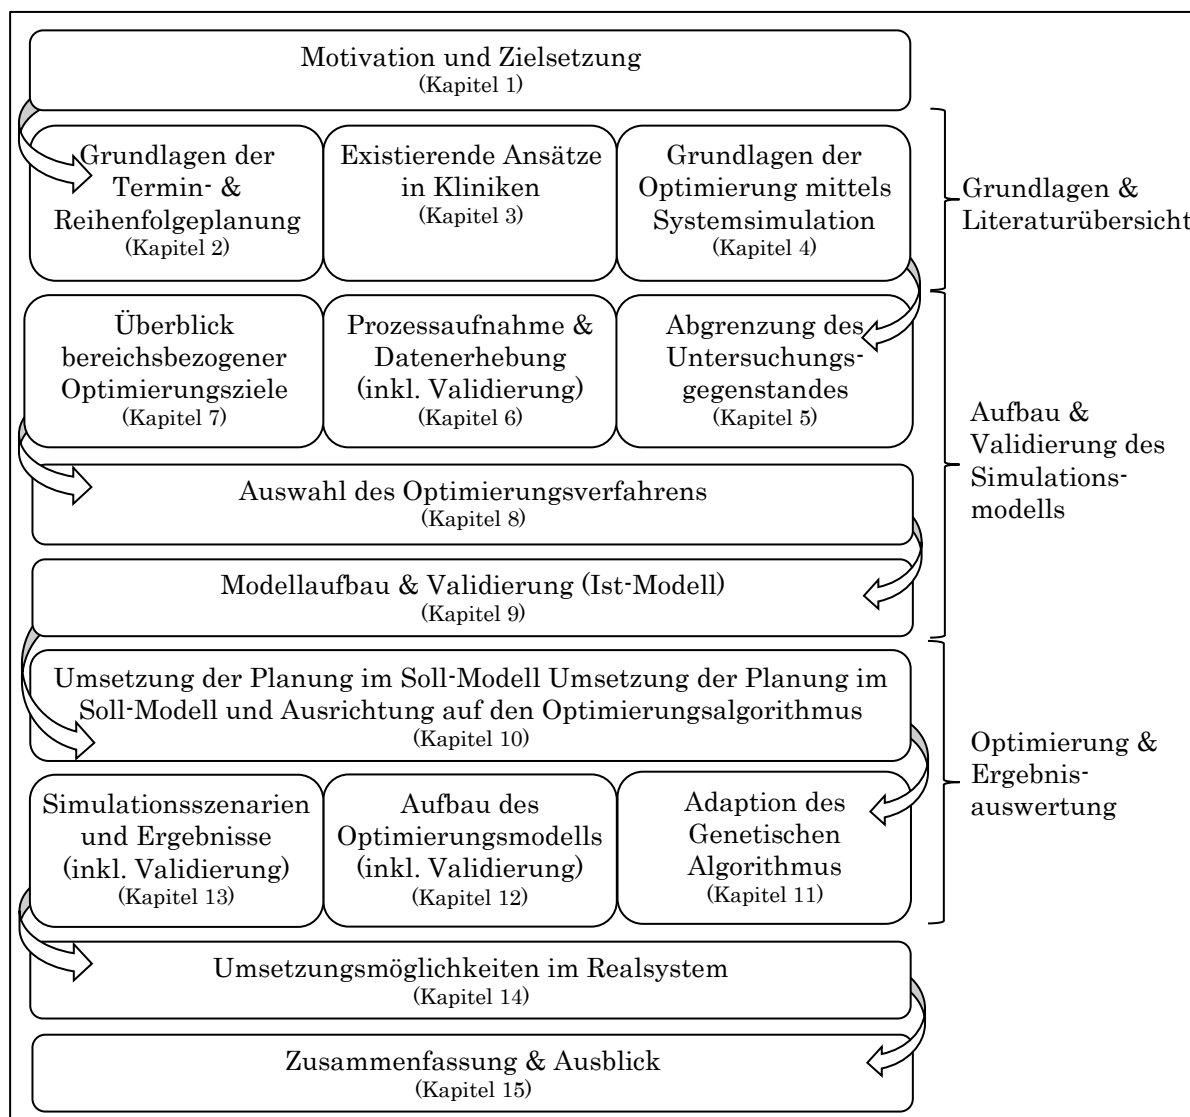 Motivation und Zielsetzung
(Kapitel 1)
Grundlagen der
Termin- &
Reihenfolgeplanung
(Kapitel 2)
Existierende Ansätze
in Kliniken
(Kapitel 3)
Grundlagen der
Optimierung mittels
Systemsimulation
(Kapitel 4)
Grundlagen &
Literaturübersicht
Überblick
bereichsbezogener
Optimierungsziele
(Kapitel 7)
Prozessaufnahme &
Datenerhebung
(inkl. Validierung)
(Kapitel 6)
Abgrenzung des
Untersuchungs-
gegenstandes
(Kapitel 5)
Auswahl des Optimierungsverfahrens
(Kapitel 8)
Modellaufbau & Validierung (Ist-Modell)
(Kapitel 9)
Aufbau &
Validierung des
Simulations-
modells
Umsetzung der Planung im Soll-Modell Umsetzung der Planung im
Soll-Modell und Ausrichtung auf den Optimierungsalgorithmus
(Kapitel 10)
Simulationsszenarien
und Ergebnisse
(inkl. Validierung)
(Kapitel 13)
Aufbau des
Optimierungsmodells
(inkl. Validierung)
(Kapitel 12)
Adaption des
Genetischen
Algorithmus
(Kapitel 11)
Optimierung &
Ergebnis-
auswertung
Umsetzungsmöglichkeiten im Realsystem
(Kapitel 14)
Zusammenfassung & Ausblick
(Kapitel 15)